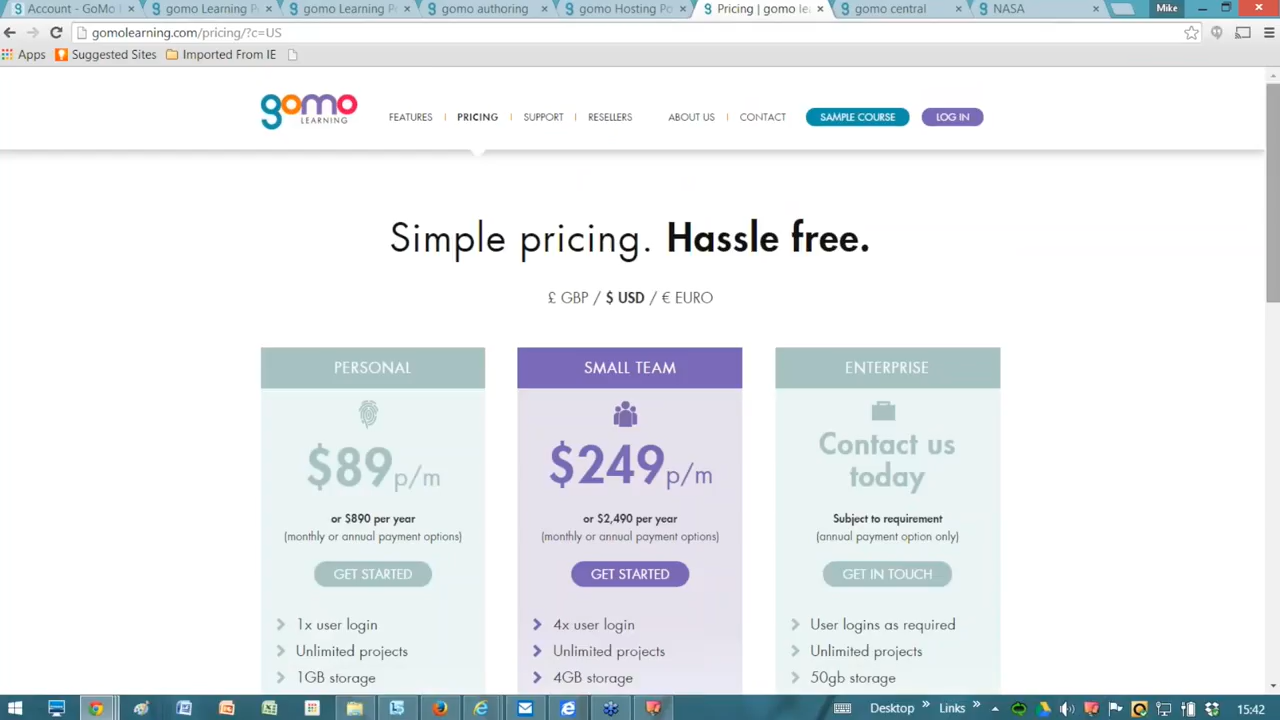 Account - GoMo
gomo Learning P
gomo Learning P
gomo authoring
gomo Hosting Po
Pricing | gomo lea
gomo central
NASA
Mike
gomolearning.com/pricing/?c=US
Apps
Suggested Sites
Imported From IE
gomo
LEARNING
FEATURES
PRICING
SUPPORT
RESELLERS
ABOUT US
CONTACT
SAMPLE COURSE
LOG IN
Simple pricing. Hassle free.
£ GBP / $ USD / € EURO
PERSONAL
$89 p/m
or $890 per year
(monthly or annual payment options)
GET STARTED
1x user login
Unlimited projects
1GB storage
SMALL TEAM
$249 p/m
or $2,490 per year
(monthly or annual payment options)
GET STARTED
4x user login
Unlimited projects
4GB storage
ENTERPRISE
Contact us
today
Subject to requirement
(annual payment option only)
GET IN TOUCH
User logins as required
Unlimited projects
50gb storage
Desktop
Links
15:42